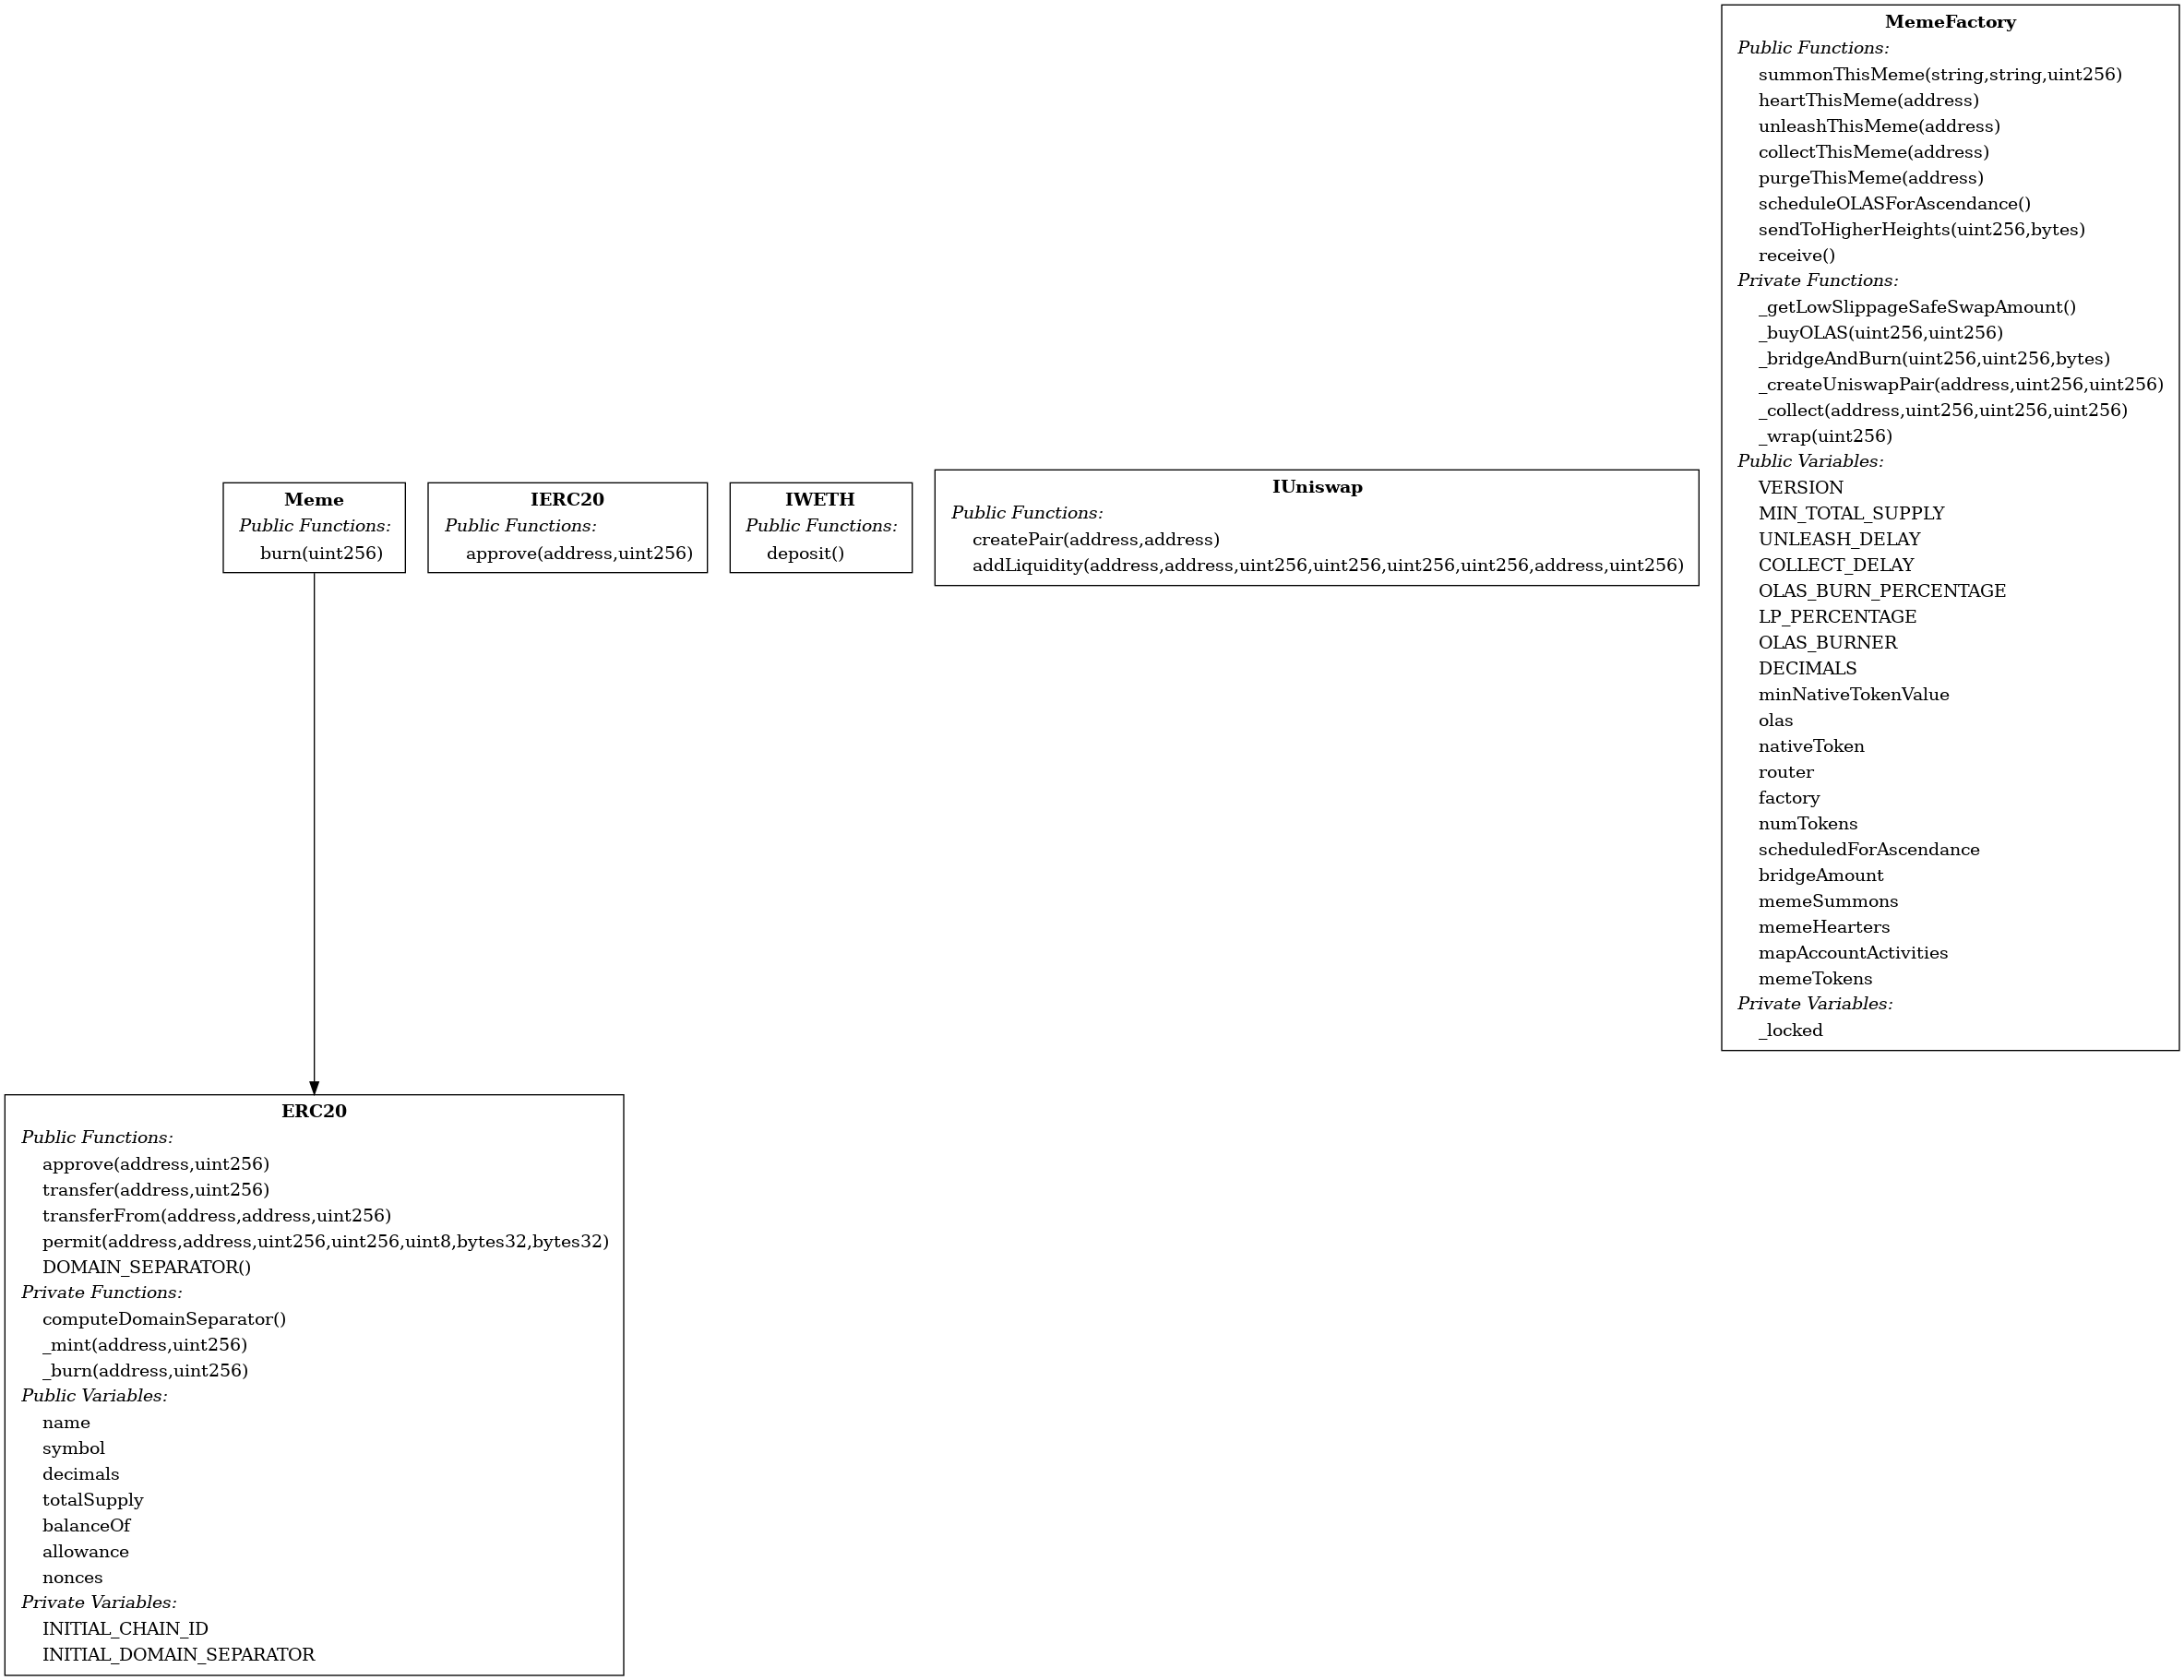 MemeFactory
Public Functions:
summonThisMeme(string,string,uint256)
heartThisMeme(address)
unleashThisMeme(address)
collectThisMeme(address)
purgeThisMeme(address)
scheduleOLASForAscendance()
sendToHigherHeights(uint256,bytes)
receive()
Private Functions:
_getLowSlippageSafeSwapAmount()
_buyOLAS(uint256,uint256)
_bridgeAndBurn(uint256,uint256,bytes)
_createUniswapPair(address,uint256,uint256)
_collect(address,uint256,uint256,uint256)
_wrap(uint256)
Public Variables:
VERSION
MIN_TOTAL_SUPPLY
UNLEASH_DELAY
COLLECT_DELAY
OLAS_BURN_PERCENTAGE
LP_PERCENTAGE
OLAS_BURNER
DECIMALS
minNativeTokenValue
olas
nativeToken
router
factory
numTokens
scheduledForAscendance
bridgeAmount
memeSummons
memeHearters
mapAccountActivities
memeTokens
Private Variables:
_locked
Meme
Public Functions:
burn(uint256)
IERC20
Public Functions:
approve(address,uint256)
IWETH
Public Functions:
deposit()
IUniswap
Public Functions:
createPair(address,address)
addLiquidity(address,address,uint256,uint256,uint256,uint256,address,uint256)
ERC20
Public Functions:
approve(address,uint256)
transfer(address,uint256)
transferFrom(address,address,uint256)
permit(address,address,uint256,uint256,uint8,bytes32,bytes32)
DOMAIN_SEPARATOR()
Private Functions:
computeDomainSeparator()
_mint(address,uint256)
_burn(address,uint256)
Public Variables:
name
symbol
decimals
totalSupply
balanceOf
allowance
nonces
Private Variables:
INITIAL_CHAIN_ID
INITIAL_DOMAIN_SEPARATOR